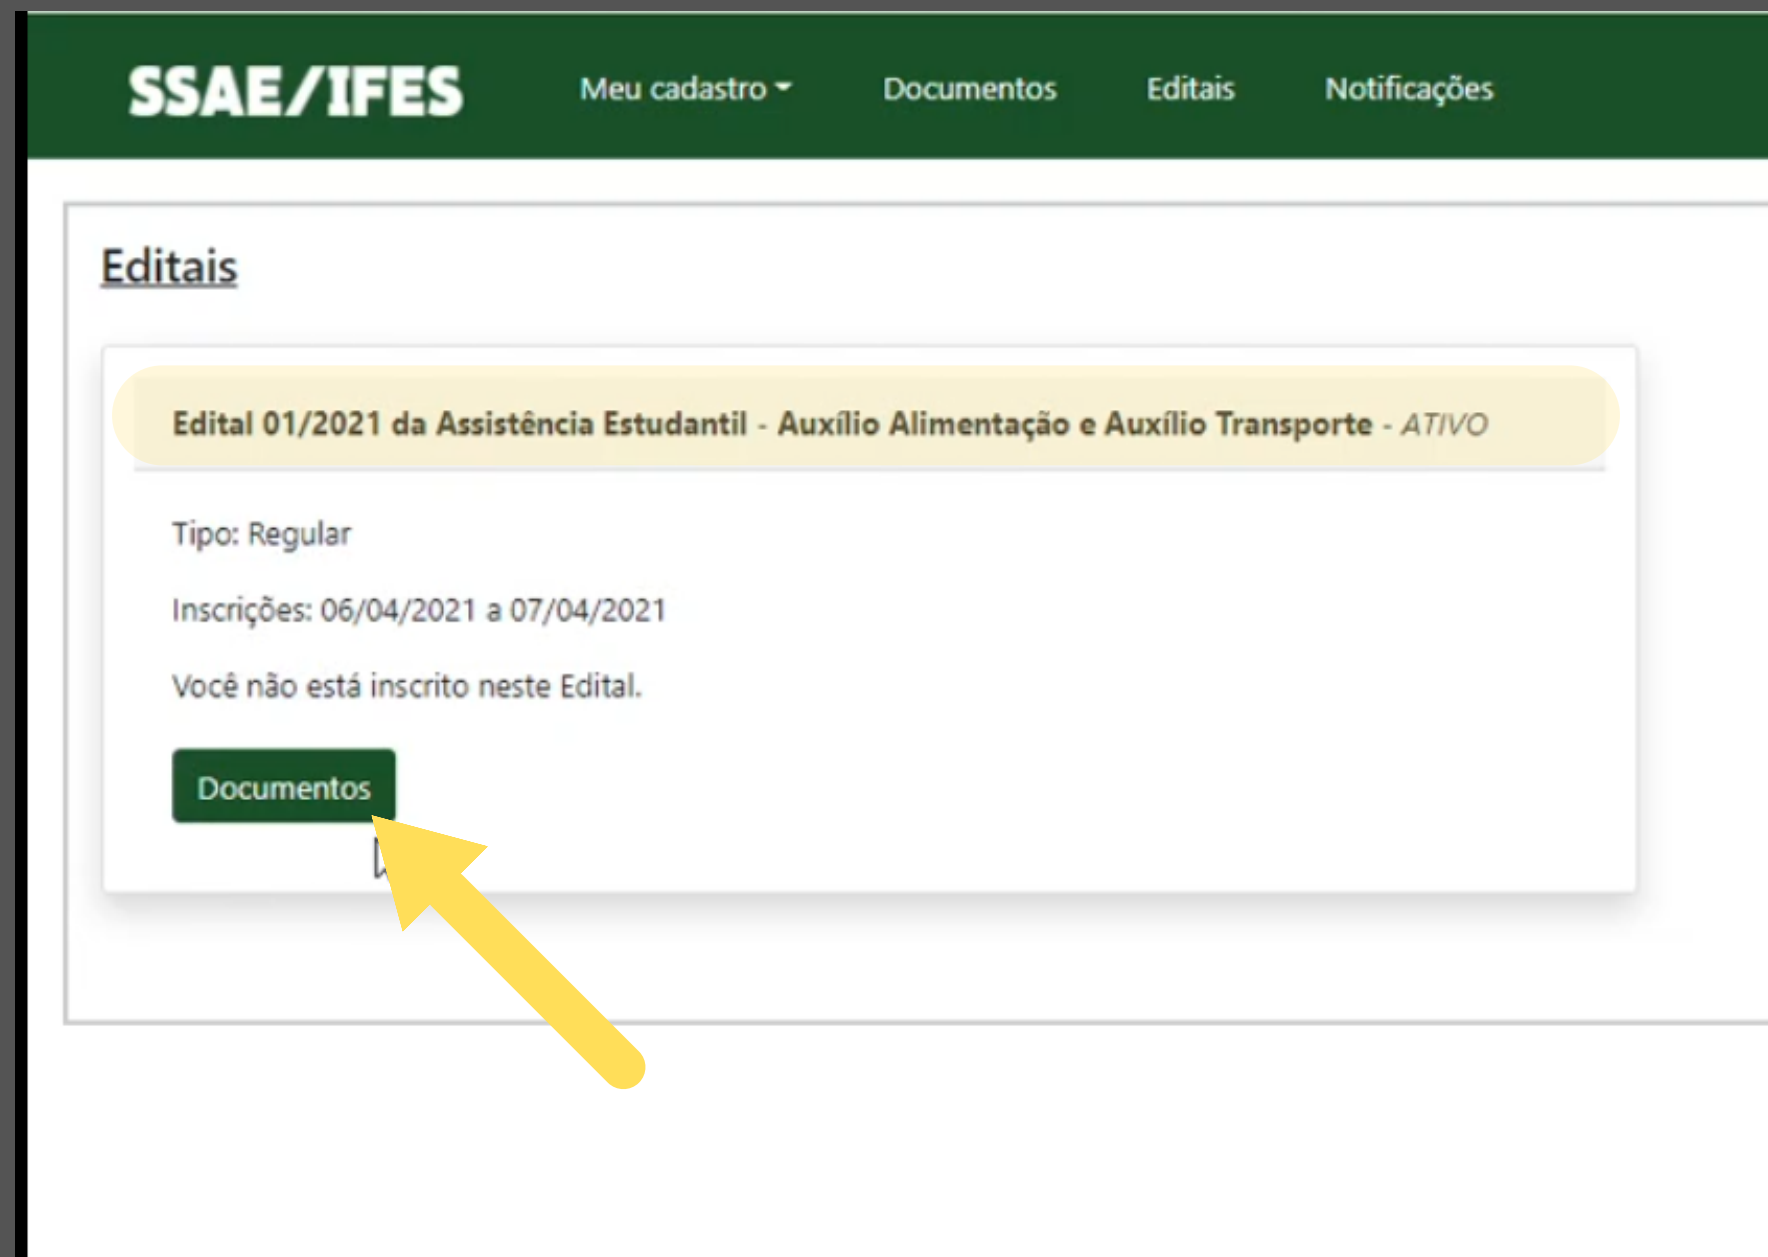 SSAE/IFES Meu cadastro Documentos Editais Notificações
Editais
Edital 01/2021 da Assistência Estudantil - Auxílio Alimentação e Auxílio Transporte - ATIVO
Tipo: Regular
Inscrições: 06/04/2021 a 07/04/2021
Você não está inscrito neste Edital.
Documentos